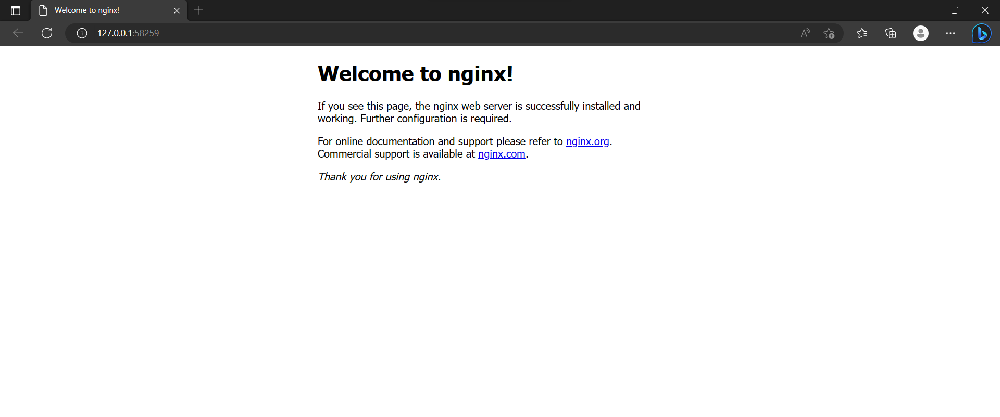 Welcome to nginx!
127.0.0.1:58259
Welcome to nginx!
If you see this page, the nginx web server is successfully installed and
working. Further configuration is required.
For online documentation and support please refer to nginx.org.
Commercial support is available at nginx.com.
Thank you for using nginx.